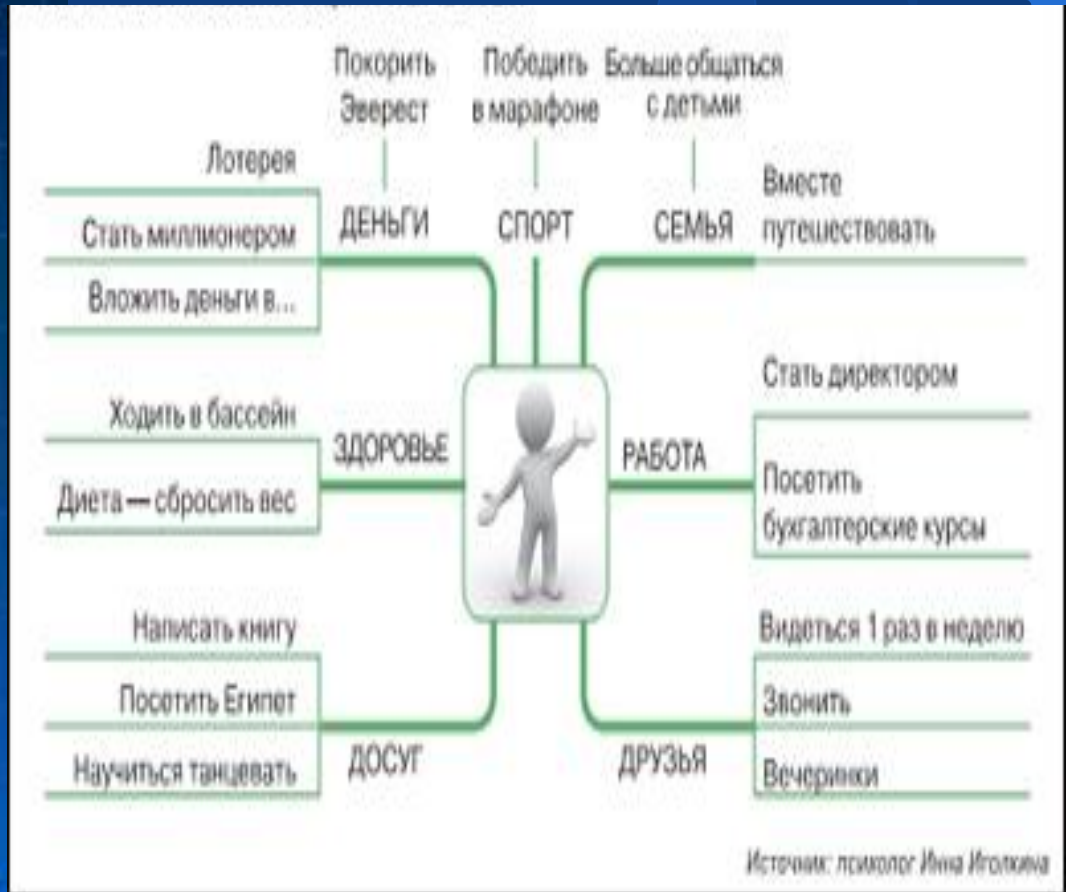 Покорить
Эверест
Победить
в марафоне
Больше общаться
с детьми
Лотерея
Стать миллионером
Вложить деньги в...
ДЕНЬГИ
СПОРТ
СЕМЬЯ
Вместе
путешествовать
Ходить в бассейн
Диета — сбросить вес
ЗДОРОВЬЕ
РАБОТА
Стать директором
Посетить
бухгалтерские курсы
Написать книгу
Посетить Египет
Научиться танцевать
ДОСУГ
ДРУЗЬЯ
Видеться 1 раз в неделю
Звонить
Вечеринки
Источник: психолог Инна Иголкина